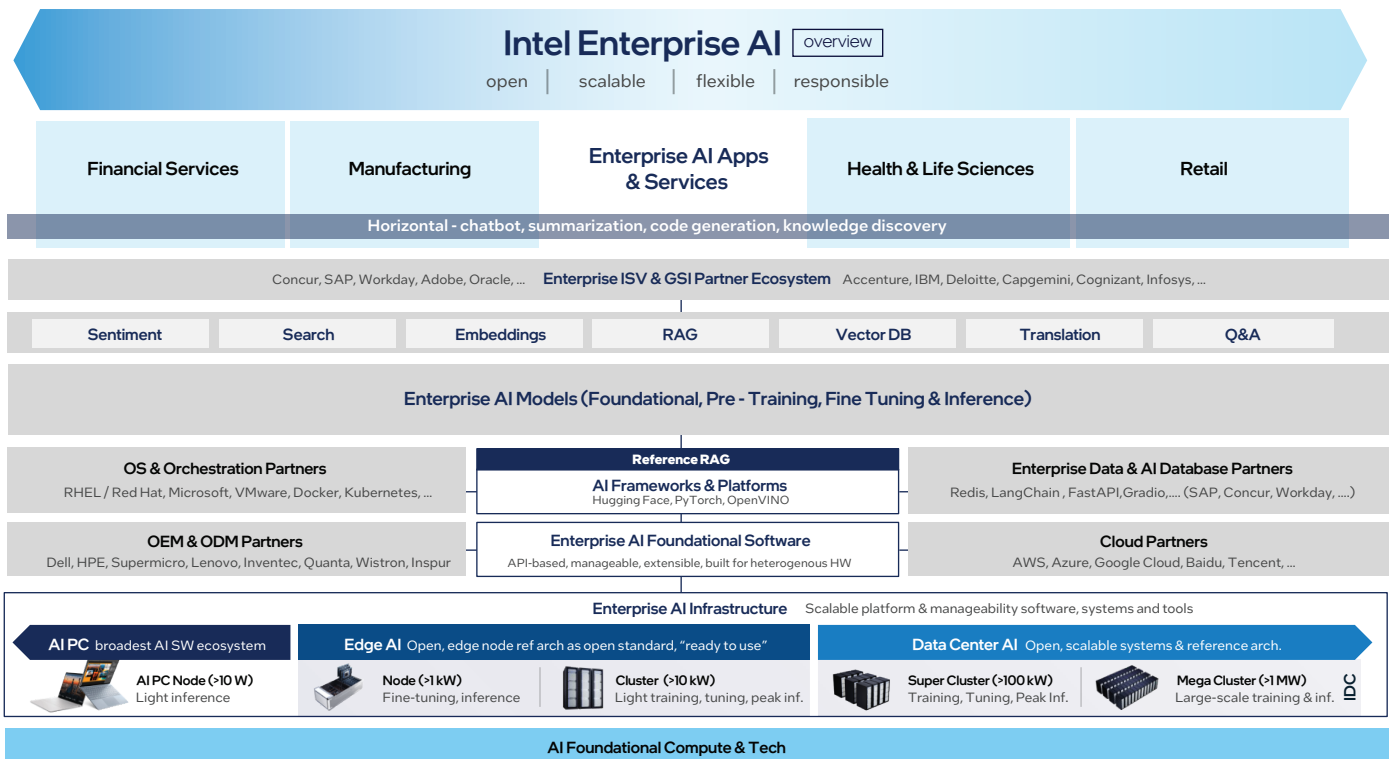 Intel Enterprise AI overview
open | scalable | flexible | responsible
Financial Services
Manufacturing
Enterprise AI Apps
& Services
Health & Life Sciences
Retail
Horizontal - chatbot, summarization, code generation, knowledge discovery
Concur, SAP, Workday, Adobe, Oracle, ... Enterprise ISV & GSI Partner Ecosystem Accenture, IBM, Deloitte, Capgemini, Cognizant, Infosys, ...
Sentiment
Search
Embeddings
RAG
Vector DB
Translation
Q&A
Enterprise AI Models (Foundational, Pre - Training, Fine Tuning & Inference)
OS & Orchestration Partners
RHEL / Red Hat, Microsoft, VMware, Docker, Kubernetes, ...
Reference RAG
AI Frameworks & Platforms
Hugging Face, PyTorch, OpenVINO
Enterprise Data & AI Database Partners
Redis, LangChain , FastAPI,Gradio,.... (SAP, Concur, Workday, ....)
OEM & ODM Partners
Dell, HPE, Supermicro, Lenovo, Inventec, Quanta, Wistron, Inspur
Enterprise AI Foundational Software
API-based, manageable, extensible, built for heterogenous HW
Cloud Partners
AWS, Azure, Google Cloud, Baidu, Tencent, ...
Enterprise AI Infrastructure Scalable platform & manageability software, systems and tools
AI PC broadest AI SW ecosystem
Edge AI Open, edge node ref arch as open standard, “ready to use”
Data Center AI Open, scalable systems & reference arch.
AI PC Node (>10 W)
Light inference
Node (>1 kW)
Fine-tuning, inference
Cluster (>10 kW)
Light training, tuning, peak inf.
Super Cluster (>100 kW)
Training, Tuning, Peak Inf.
Mega Cluster (>1 MW)
Large-scale training & inf.
IDC
AI Foundational Compute & Tech